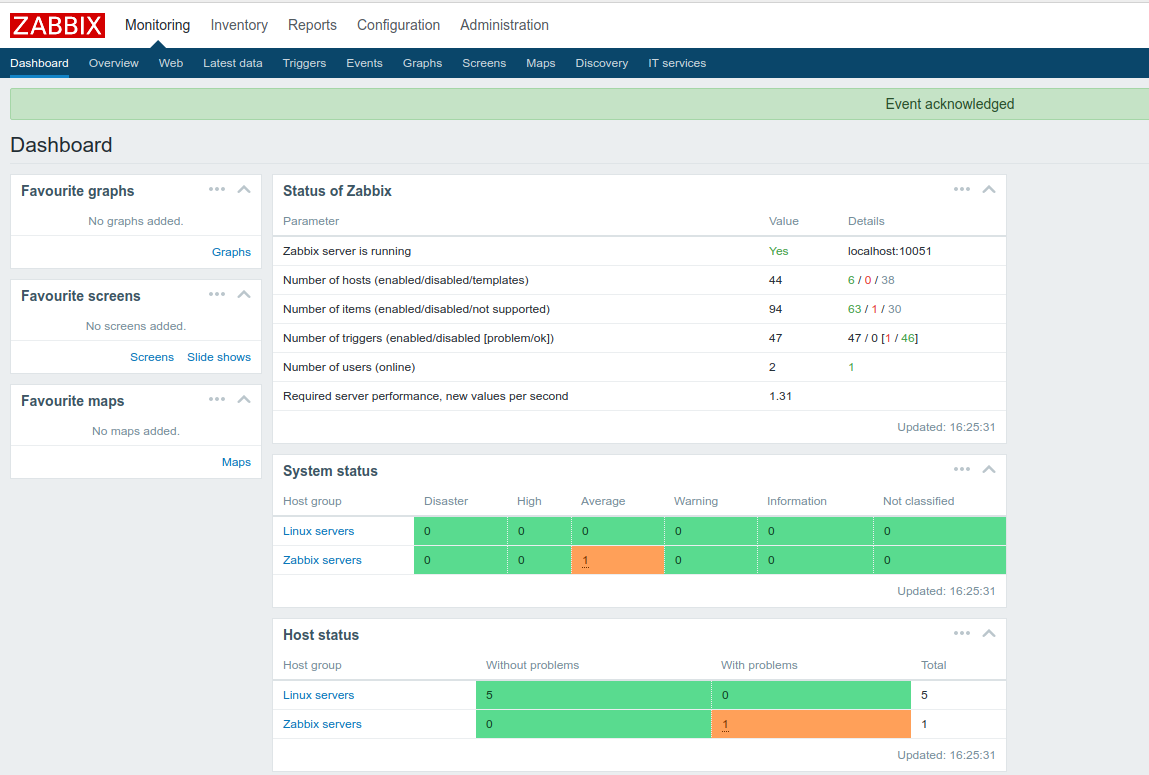 ZABBIX Monitoring Inventory Reports Configuration Administration
Dashboard Overview Web Latest data Triggers Events Graphs Screens Maps Discovery IT services
Event acknowledged
Dashboard
Favourite graphs
No graphs added.
Graphs
Favourite screens
No screens added.
Screens Slide shows
Favourite maps
No maps added.
Maps
Status of Zabbix
Parameter Value Details
Zabbix server is running Yes localhost:10051
Number of hosts (enabled/disabled/templates) 44 6 / 0 / 38
Number of items (enabled/disabled/not supported) 94 63 / 1 / 30
Number of triggers (enabled/disabled [problem/ok]) 47 47 / 0 [1 / 46]
Number of users (online) 2 1
Required server performance, new values per second 1.31
Updated: 16:25:31
System status
Host group Disaster High Average Warning Information Not classified
Linux servers 0 0 0 0 0 0
Zabbix servers 0 0 1 0 0 0
Updated: 16:25:31
Host status
Host group Without problems With problems Total
Linux servers 5 0 5
Zabbix servers 0 1 1
Updated: 16:25:31